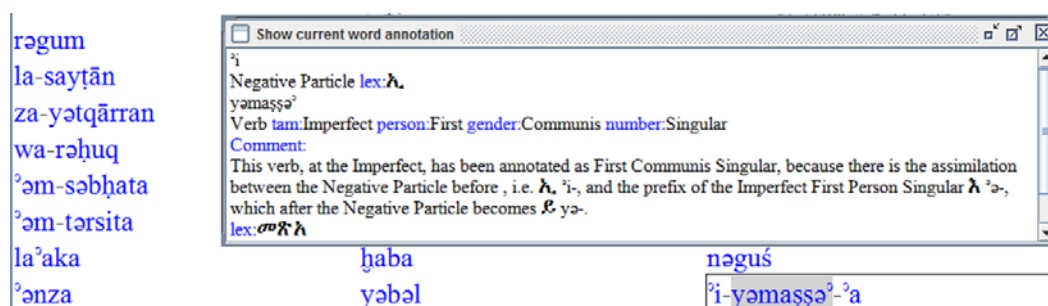 rəgum
la-sayṭān
za-yətqārran
wa-rəḥuq
ʾəm-səbḥata
ʾəm-tərsita
laʾaka ḫaba nəguś
ʾənza yəbəl ʾi-yəmaṣṣəʾ-ʾa
Show current word annotation
ʾi
Negative Particle lex:ኢ
yəmaṣṣəʾ
Verb tam:Imperfect person:First gender:Communis number:Singular
Comment:
This verb, at the Imperfect, has been annotated as First Communis Singular, because there is the assimilation
between the Negative Particle before , i.e. ኢ ʾi-, and the prefix of the Imperfect First Person Singular እ ʾə-,
which after the Negative Particle becomes ይ yə-.
lex:መጽአ